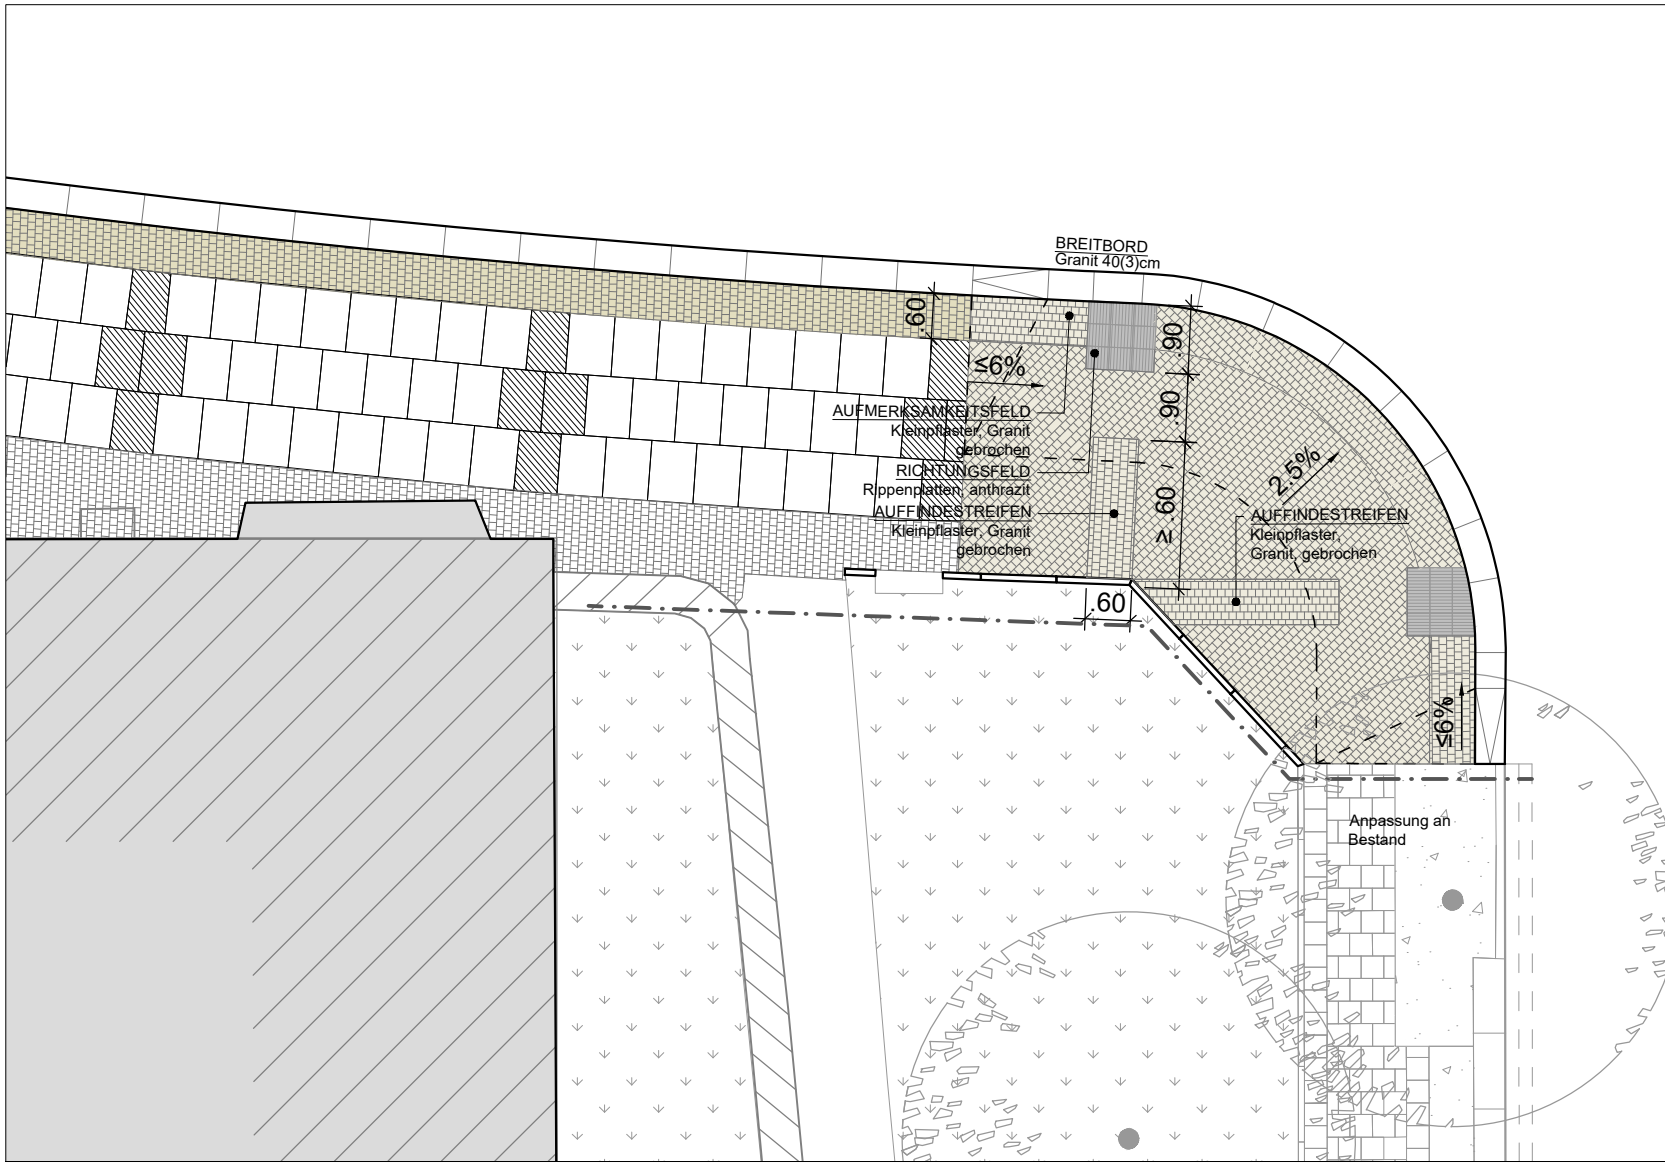 BREITBORD
Granit 40(3)cm
.60
.90
≤6%
.90
AUFMERKSAMKEITSFELD
Kleinpflaster, Granit
gebrochen
RICHTUNGSFELD
Rippenplatten, anthrazit
2.5%
AUFFINDESTREIFEN
Kleinpflaster, Granit
gebrochen
≥ .60
AUFFINDESTREIFEN
Kleinpflaster,
Granit, gebrochen
.60
≤6%
Anpassung an
Bestand